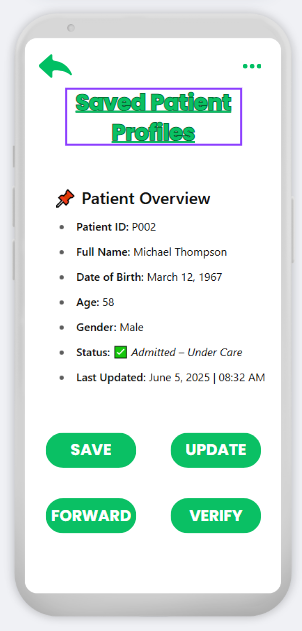 Saved Patient
Profiles
📌 Patient Overview
• Patient ID: P002
• Full Name: Michael Thompson
• Date of Birth: March 12, 1967
• Age: 58
• Gender: Male
• Status: ✅ Admitted – Under Care
• Last Updated: June 5, 2025 | 08:32 AM
SAVE UPDATE
FORWARD VERIFY